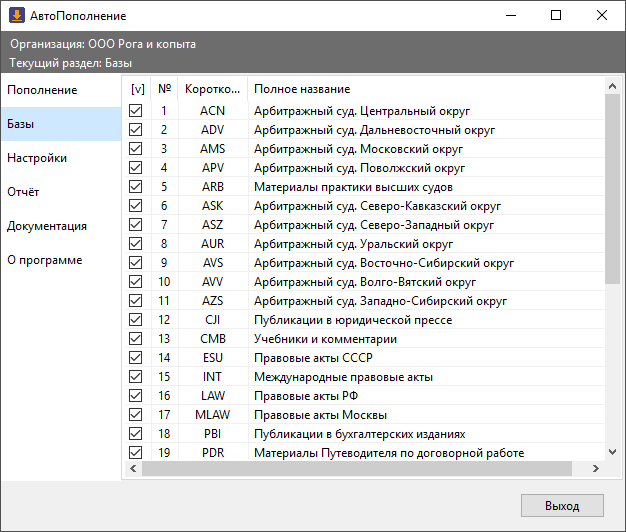 АвтоПополнение
Организация: ООО Рога и копыта
Текущий раздел: Базы
Пополнение
Базы
Настройки
Отчёт
Документация
О программе
[v] № Коротко... Полное название
1 ACN Арбитражный суд. Центральный округ
2 ADV Арбитражный суд. Дальневосточный округ
3 AMS Арбитражный суд. Московский округ
4 APV Арбитражный суд. Поволжский округ
5 ARB Материалы практики высших судов
6 ASK Арбитражный суд. Северо-Кавказский округ
7 ASZ Арбитражный суд. Северо-Западный округ
8 AUR Арбитражный суд. Уральский округ
9 AVS Арбитражный суд. Восточно-Сибирский округ
10 AVV Арбитражный суд. Волго-Вятский округ
11 AZS Арбитражный суд. Западно-Сибирский округ
12 CJI Публикации в юридической прессе
13 CMB Учебники и комментарии
14 ESU Правовые акты СССР
15 INT Международные правовые акты
16 LAW Правовые акты РФ
17 MLAW Правовые акты Москвы
18 PBI Публикации в бухгалтерских изданиях
19 PDR Материалы Путеводителя по договорной работе
Выход